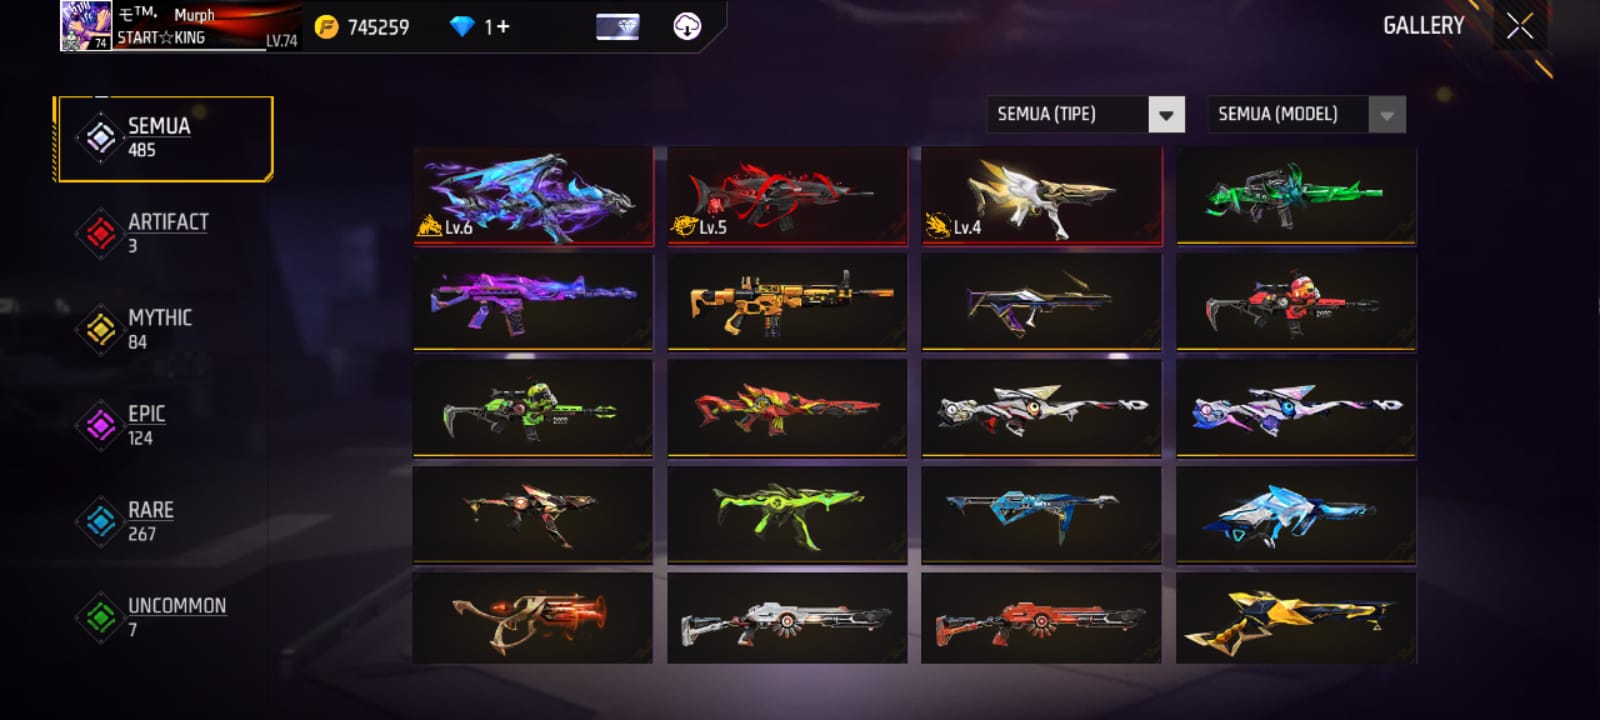 モ™. Murph
START☆KING
74
LV.74
745259
1+
GALLERY
SEMUA (TIPE)
SEMUA (MODEL)
SEMUA
485
ARTIFACT
3
MYTHIC
84
EPIC
124
RARE
267
UNCOMMON
7
Lv.6
Lv.5
Lv.4